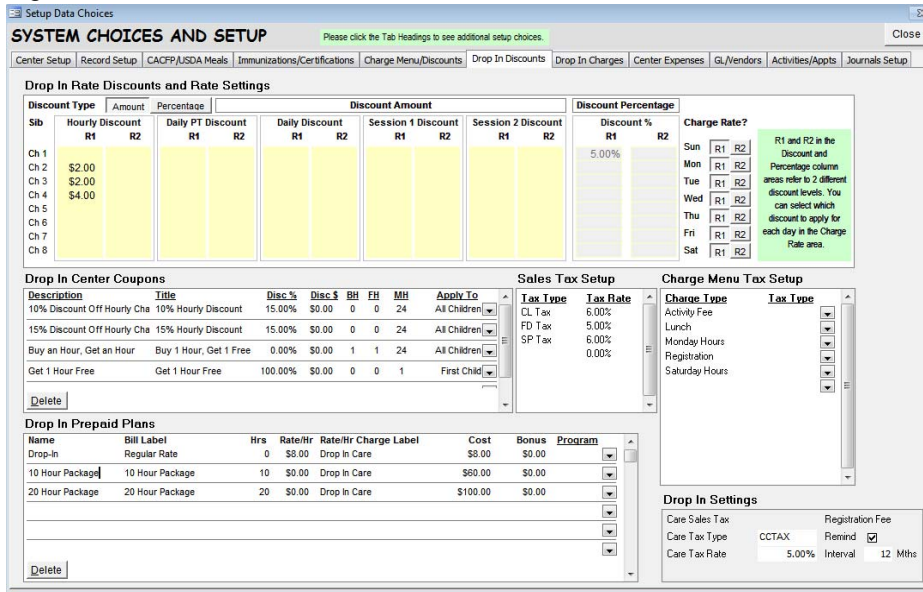 Setup Data Choices
SYSTEM CHOICES AND SETUP
Please click the Tab Headings to see additional setup choices.
Close
Center Setup Record Setup CACFP/USDA Meals Immunizations/Certifications Charge Menu/Discounts Drop In Discounts Drop In Charges Center Expenses GL/Vendors Activities/Appts Journals Setup
Drop In Rate Discounts and Rate Settings
Discount Type Amount Percentage Discount Amount Discount Percentage
Sib Hourly Discount Daily PT Discount Daily Discount Session 1 Discount Session 2 Discount Discount % Charge Rate?
R1 R2 R1 R2 R1 R2 R1 R2 R1 R2 R1 R2
Ch 1 5.00% Sun R1 R2
Ch 2 $2.00 Mon R1 R2
Ch 3 $2.00 Tue R1 R2
Ch 4 $4.00 Wed R1 R2
Ch 5 Thu R1 R2
Ch 6 Fri R1 R2
Ch 7 Sat R1 R2
Ch 8
R1 and R2 in the
Discount and
Percentage column
areas refer to 2 different
discount levels. You
can select which
discount to apply for
each day in the Charge
Rate area.
Drop In Center Coupons
Description Title Disc % Disc $ BH FH MH Apply To
10% Discount Off Hourly Cha 10% Hourly Discount 15.00% $0.00 0 0 24 All Children
15% Discount Off Hourly Cha 15% Hourly Discount 15.00% $0.00 0 0 24 All Children
Buy an Hour, Get an Hour Buy 1 Hour, Get 1 Free 0.00% $0.00 1 1 24 All Children
Get 1 Hour Free Get 1 Hour Free 100.00% $0.00 0 0 1 First Child
Delete
Sales Tax Setup
Tax Type Tax Rate
CL Tax 6.00%
FD Tax 5.00%
SP Tax 6.00%
0.00%
Charge Menu Tax Setup
Charge Type Tax Type
Activity Fee
Lunch
Monday Hours
Registration
Saturday Hours
Drop In Prepaid Plans
Name Bill Label Hrs Rate/Hr Rate/Hr Charge Label Cost Bonus Program
Drop-In Regular Rate 0 $8.00 Drop In Care $8.00 $0.00
10 Hour Package 10 Hour Package 10 $0.00 Drop In Care $60.00 $0.00
20 Hour Package 20 Hour Package 20 $0.00 Drop In Care $100.00 $0.00
Delete
Drop In Settings
Care Sales Tax Registration Fee
Care Tax Type CCTAX Remind
Care Tax Rate 5.00% Interval 12 Mths